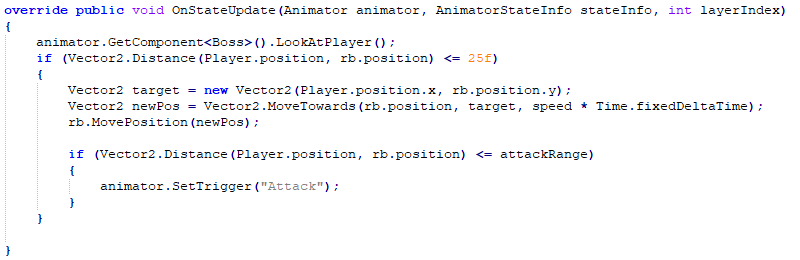 override public void OnStateUpdate(Animator animator, AnimatorStateInfo stateInfo, int layerIndex)
{
    animator.GetComponent<Boss>().LookAtPlayer();
    if (Vector2.Distance(Player.position, rb.position) <= 25f)
    {
        Vector2 target = new Vector2(Player.position.x, rb.position.y);
        Vector2 newPos = Vector2.MoveTowards(rb.position, target, speed * Time.fixedDeltaTime);
        rb.MovePosition(newPos);

        if (Vector2.Distance(Player.position, rb.position) <= attackRange)
        {
            animator.SetTrigger("Attack");
        }
    }

}